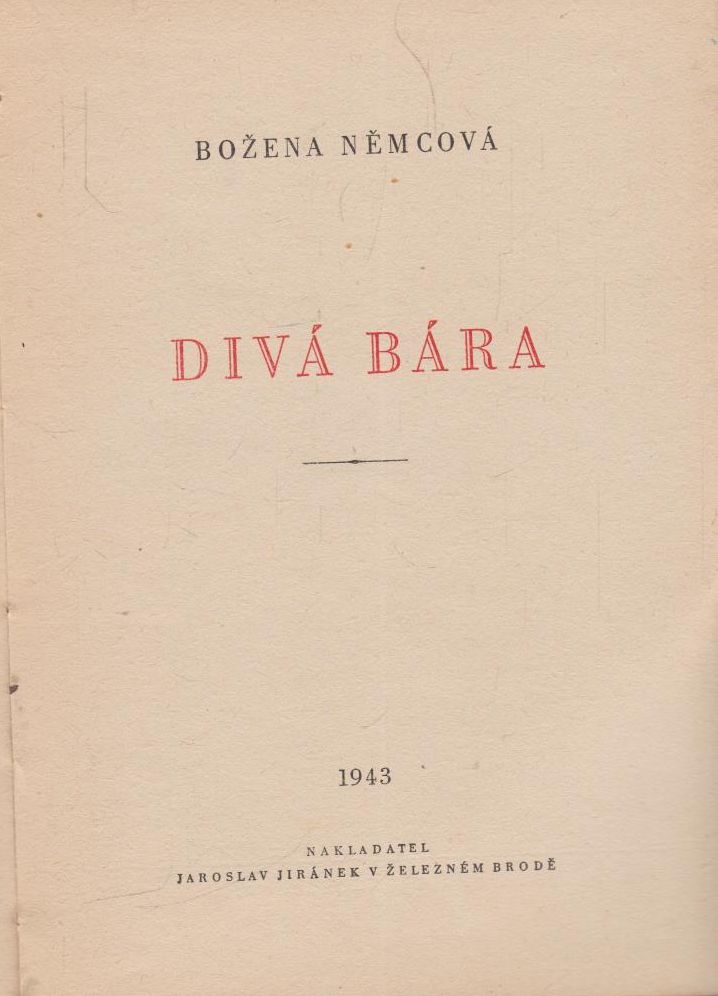 BOŽENA NĚMCOVÁ
DIVÁ BÁRA
1943
NAKLADATEL
JAROSLAV JIRÁNEK V ŽELEZNÉM BRODĚ